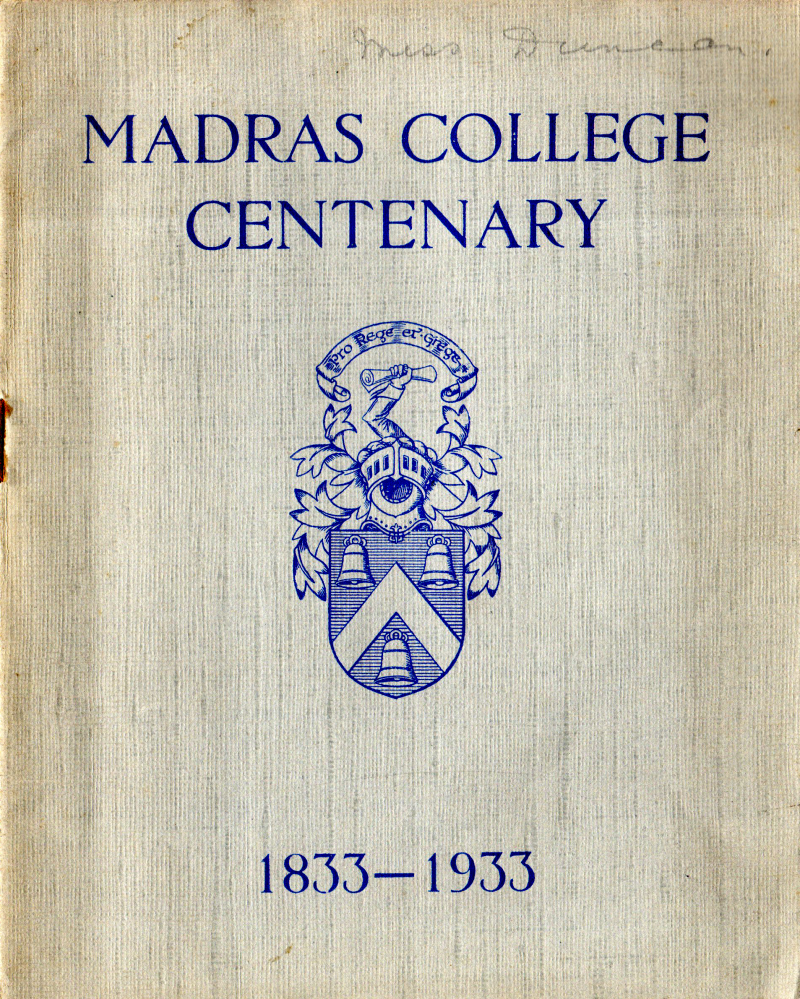 Miss Duncan.
MADRAS COLLEGE
CENTENARY
Pro Rege et Grege
1833—1933